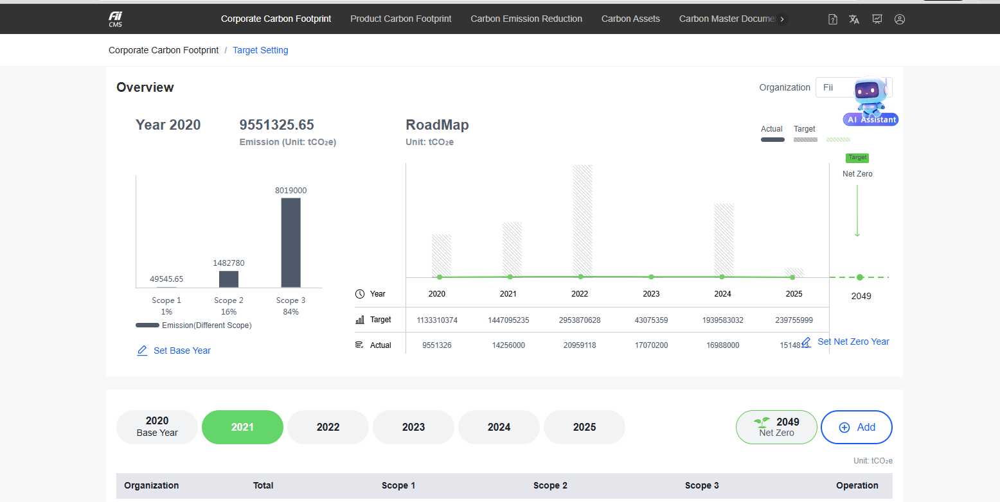 Fii
CMS
Corporate Carbon Footprint
Product Carbon Footprint
Carbon Emission Reduction
Carbon Assets
Carbon Master Docume
Corporate Carbon Footprint / Target Setting
Overview
Organization
Fii
AI Assistant
Year 2020
9551325.65
Emission (Unit: tCO₂e)
RoadMap
Unit: tCO₂e
Actual
Target
Target
Net Zero
8019000
1482780
49545.65
Scope 1
Scope 2
Scope 3
1%
16%
84%
Emission(Different Scope)
Set Base Year
Year 2020 2021 2022 2023 2024 2025
2049
Target 1133310374 1447095235 2953870628 43075359 1939583032 239755999
Actual 9551326 14256000 20959118 17070200 16988000 1514813
Set Net Zero Year
2020
Base Year
2021
2022
2023
2024
2025
2049
Net Zero
Add
Unit: tCO₂e
Organization Total Scope 1 Scope 2 Scope 3 Operation